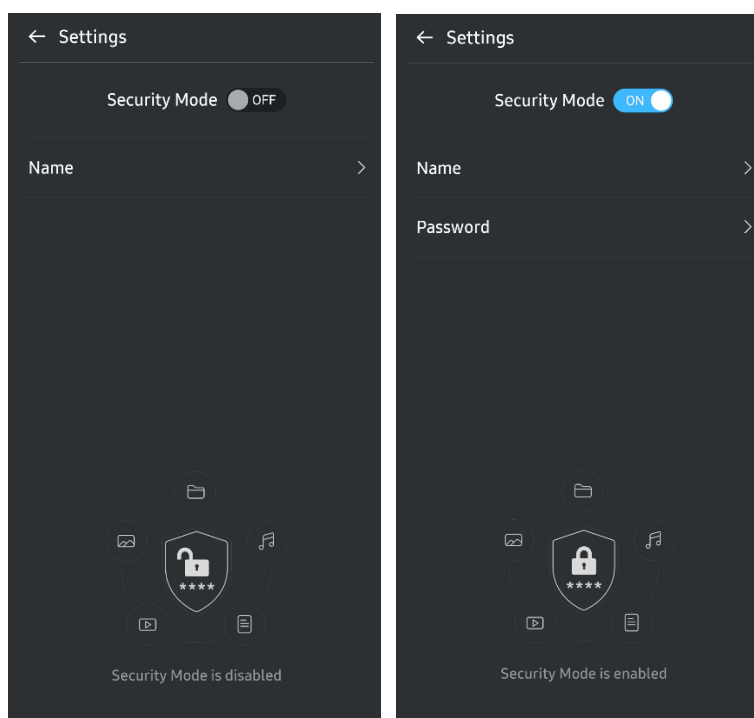 Settings
Security Mode OFF
Name
****
Security Mode is disabled
Settings
Security Mode ON
Name
Password
****
Security Mode is enabled